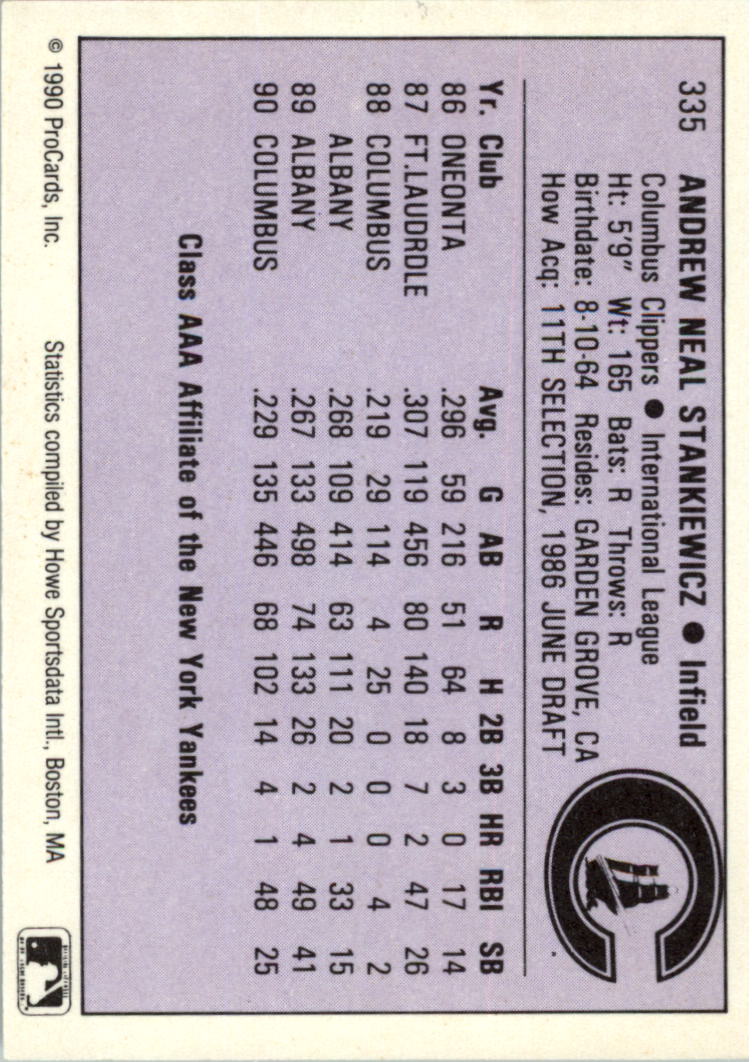 335 ANDREW NEAL STANKIEWICZ ● Infield
Columbus Clippers ● International League
Ht: 5'9" Wt: 165 Bats: R Throws: R
Birthdate: 8-10-64 Resides: GARDEN GROVE, CA
How Acq: 11TH SELECTION, 1986 JUNE DRAFT
Yr. Club Avg. G AB R H 2B 3B HR RBI SB
86 ONEONTA .296 59 216 51 64 8 3 0 17 14
87 FT.LAUDRDLE .307 119 456 80 140 18 7 2 47 26
88 COLUMBUS .219 29 114 4 25 0 0 0 4 2
ALBANY .268 109 414 63 111 20 2 1 33 15
89 ALBANY .267 133 498 74 133 26 2 4 49 41
90 COLUMBUS .229 135 446 68 102 14 4 1 48 25
Class AAA Affiliate of the New York Yankees
© 1990 ProCards, Inc. Statistics compiled by Howe Sportsdata Intl., Boston, MA